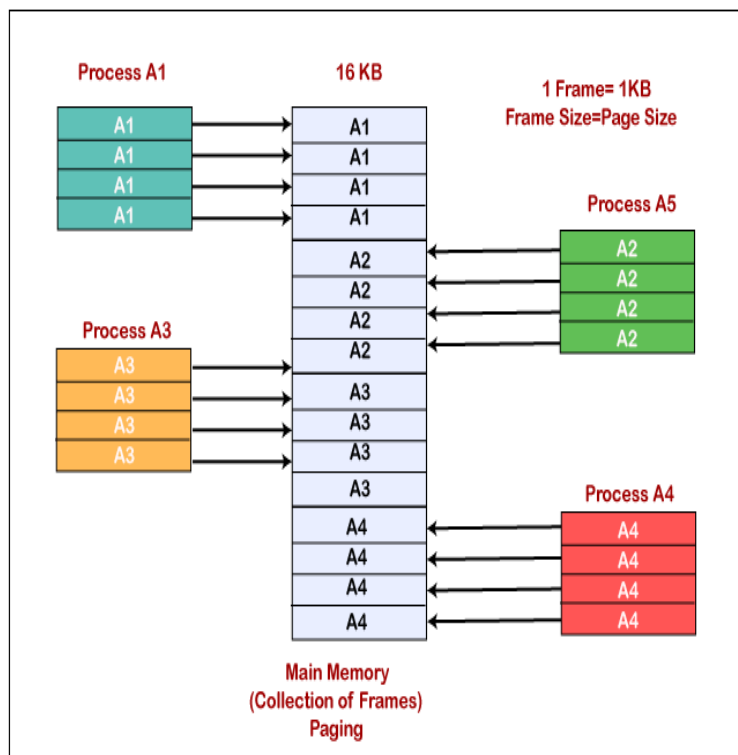 Process A1
A1
A1
A1
A1
Process A3
A3
A3
A3
A3
16 KB
A1
A1
A1
A1
A2
A2
A2
A2
A3
A3
A3
A3
A4
A4
A4
A4
Main Memory
(Collection of Frames)
Paging
1 Frame= 1KB
Frame Size=Page Size
Process A5
A2
A2
A2
A2
Process A4
A4
A4
A4
A4